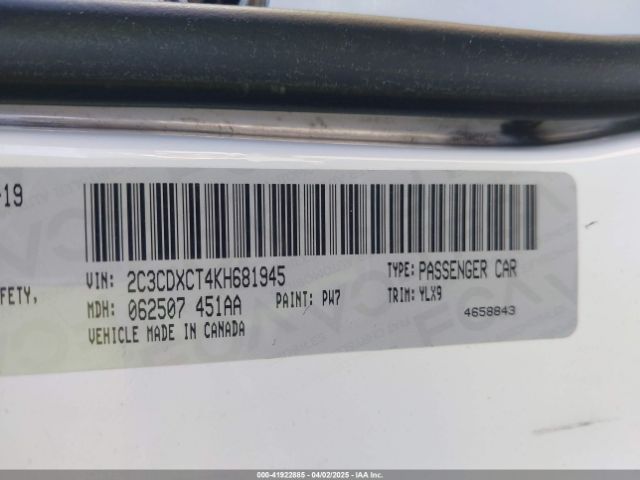 -19
FETY,
VIN: 2C3CDXCT4KH681945
TYPE: PASSENGER CAR
MDH: 062507 451AA
PAINT: PW7
TRIM: YLX9
VEHICLE MADE IN CANADA
4658843
000-41922885 - 04/02/2025 - IAAI, Inc.